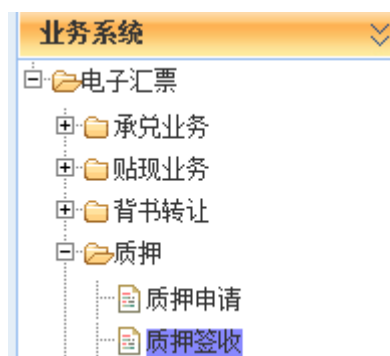 业务系统
电子汇票
承兑业务
贴现业务
背书转让
质押
质押申请
质押签收